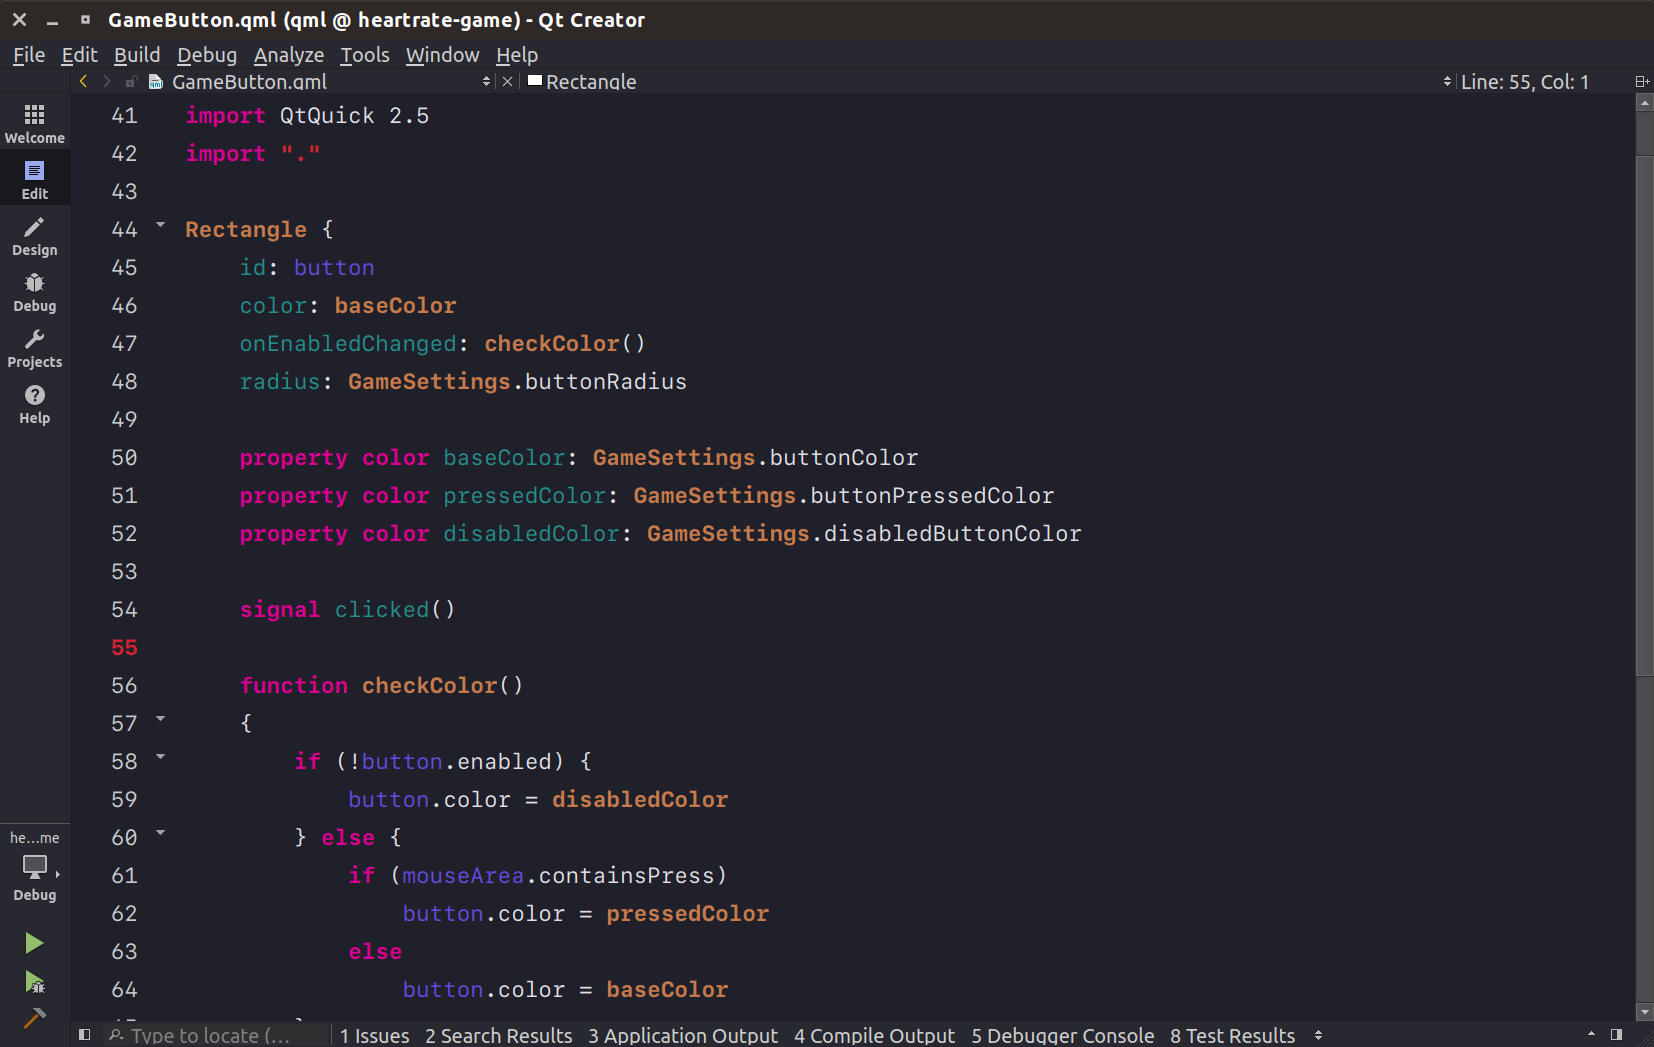 GameButton.qml (qml @ heartrate-game) - Qt Creator
File Edit Build Debug Analyze Tools Window Help
GameButton.qml Rectangle Line: 55, Col: 1
Welcome
Edit
Design
Debug
Projects
Help
41 import QtQuick 2.5
42 import "."
43
44 Rectangle {
45     id: button
46     color: baseColor
47     onEnabledChanged: checkColor()
48     radius: GameSettings.buttonRadius
49
50     property color baseColor: GameSettings.buttonColor
51     property color pressedColor: GameSettings.buttonPressedColor
52     property color disabledColor: GameSettings.disabledButtonColor
53
54     signal clicked()
55
56     function checkColor()
57     {
58         if (!button.enabled) {
59             button.color = disabledColor
60         } else {
61             if (mouseArea.containsPress)
62                 button.color = pressedColor
63             else
64                 button.color = baseColor
he...me
Debug
Type to locate (... 1 Issues 2 Search Results 3 Application Output 4 Compile Output 5 Debugger Console 8 Test Results